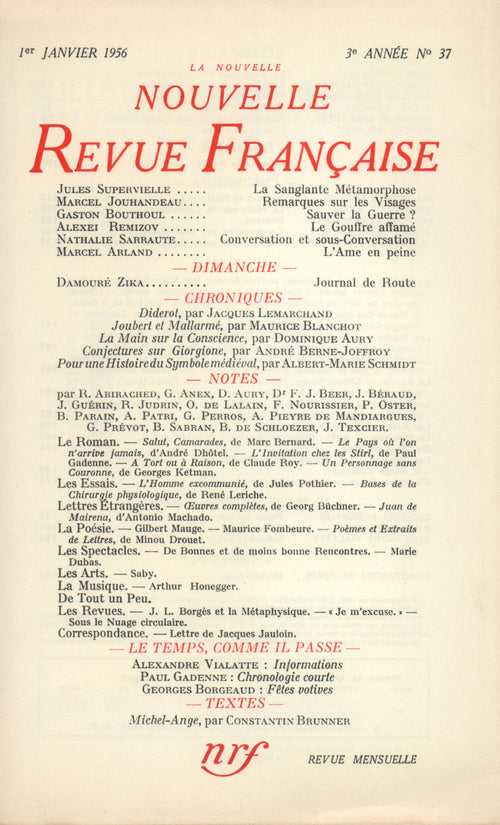 1er JANVIER 1956 3e ANNÉE No 37
LA NOUVELLE
NOUVELLE
REVUE FRANÇAISE
JULES SUPERVIELLE ..... La Sanglante Métamorphose
MARCEL JOUHANDEAU.... Remarques sur les Visages
GASTON BOUTHOUL ...... Sauver la Guerre ?
ALEXEI REMIZOV ....... Le Gouffre affamé
NATHALIE SARRAUTE..... Conversation et sous-Conversation
MARCEL ARLAND ........ L'Ame en peine
— DIMANCHE —
DAMOURÉ ZIKA.......... Journal de Route
— CHRONIQUES —
Diderot, par JACQUES LEMARCHAND
Joubert et Mallarmé, par MAURICE BLANCHOT
La Main sur la Conscience, par DOMINIQUE AURY
Conjectures sur Giorgione, par ANDRÉ BERNE-JOFFROY
Pour une Histoire du Symbole médiéval, par ALBERT-MARIE SCHMIDT
— NOTES —
par R. ABIRACHED, G. ANEX, D. AURY, Dr F. J. BEER, J. BÉRAUD,
J. GUÉRIN, R. JUDRIN, O. DE LALAIN, F. NOURISSIER, P. OSTER,
B. PARAIN, A. PATRI, G. PERROS, A. PIEYRE DE MANDIARGUES,
G. PRÉVOT, B. SABRAN, B. DE SCHLOEZER, J. TEXCIER.
Le Roman. — Salut, Camarades, de Marc Bernard. — Le Pays où l'on
n'arrive jamais, d'André Dhôtel. — L'Invitation chez les Stirl, de Paul
Gadenne. — A Tort ou à Raison, de Claude Roy. — Un Personnage sans
Couronne, de Georges Ketman.
Les Essais. — L'Homme excommunié, de Jules Pothier. — Bases de la
Chirurgie physiologique, de René Leriche.
Lettres Étrangères. — Œuvres complètes, de Georg Büchner. — Juan de
Mairena, d'Antonio Machado.
La Poésie. — Gilbert Mauge. — Maurice Fombeure. — Poèmes et Extraits
de Lettres, de Minou Drouet.
Les Spectacles. — De Bonnes et de moins bonne Rencontres. — Marie
Dubas.
Les Arts. — Saby.
La Musique. — Arthur Honegger.
De Tout un Peu.
Les Revues. — J. L. Borgès et la Métaphysique. — « Je m'excuse. » —
Sous le Nuage circulaire.
Correspondance. — Lettre de Jacques Jauloin.
— LE TEMPS, COMME IL PASSE —
ALEXANDRE VIALATTE : Informations
PAUL GADENNE : Chronologie courte
GEORGES BORGEAUD : Fêtes votives
— TEXTES —
Michel-Ange, par CONSTANTIN BRUNNER
nrf REVUE MENSUELLE